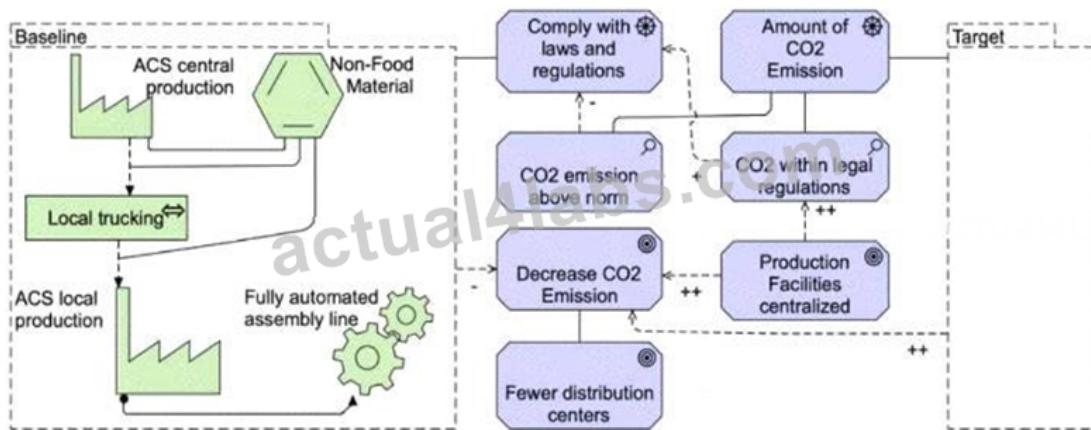 Baseline
ACS central
production
Non-Food
Material
Local trucking
ACS local
production
Fully automated
assembly line
Comply with
laws and
regulations
Amount of
CO2
Emission
-
CO2 emission
above norm
+
CO2 within legal
regulations
++
Decrease CO2
Emission
-
++
Production
Facilities
centralized
++
Fewer distribution
centers
Target
actual4labs.com